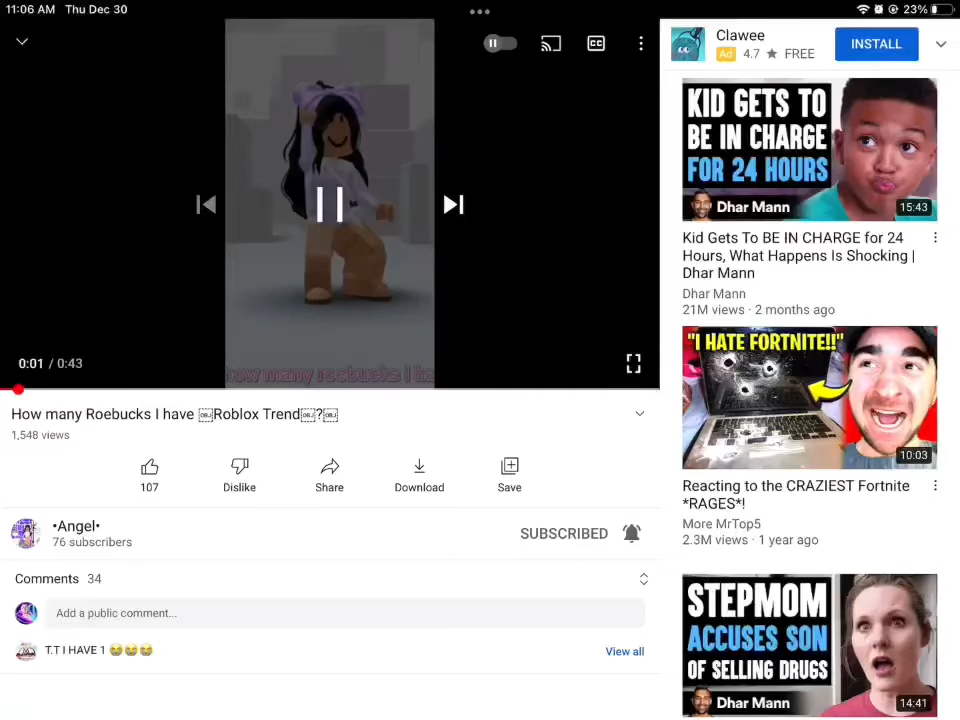 11:06 AM Thu Dec 30
23%
CC
how many roebucks I ha
0:01 / 0:43
How many Roebucks I have ￼Roblox Trend￼?￼
1,548 views
107
Dislike
Share
Download
Save
•Angel•
76 subscribers
SUBSCRIBED
Comments 34
Add a public comment...
T.T I HAVE 1 😭😭😭
View all
Clawee
Ad 4.7 ★ FREE
INSTALL
KID GETS TO
BE IN CHARGE
FOR 24 HOURS
Dhar Mann
15:43
Kid Gets To BE IN CHARGE for 24
Hours, What Happens Is Shocking |
Dhar Mann
Dhar Mann
21M views · 2 months ago
"I HATE FORTNITE!!"
10:03
Reacting to the CRAZIEST Fortnite
*RAGES*!
More MrTop5
2.3M views · 1 year ago
STEPMOM
ACCUSES SON
OF SELLING DRUGS
Dhar Mann
14:41